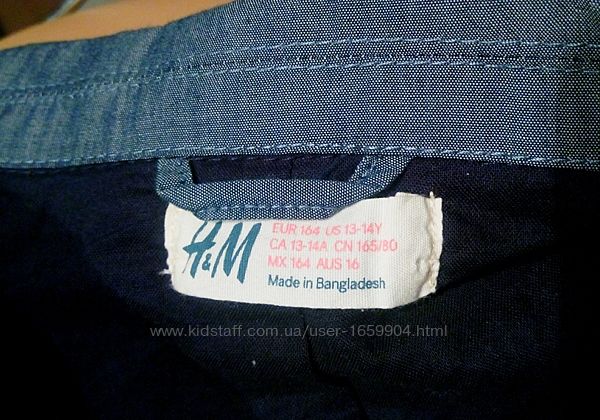 H&M
EUR 164 US 13-14Y
CA 13-14A CN 165/80
MX 164 AUS 16
Made in Bangladesh
www.kidstaff.com.ua/user-1659904.html